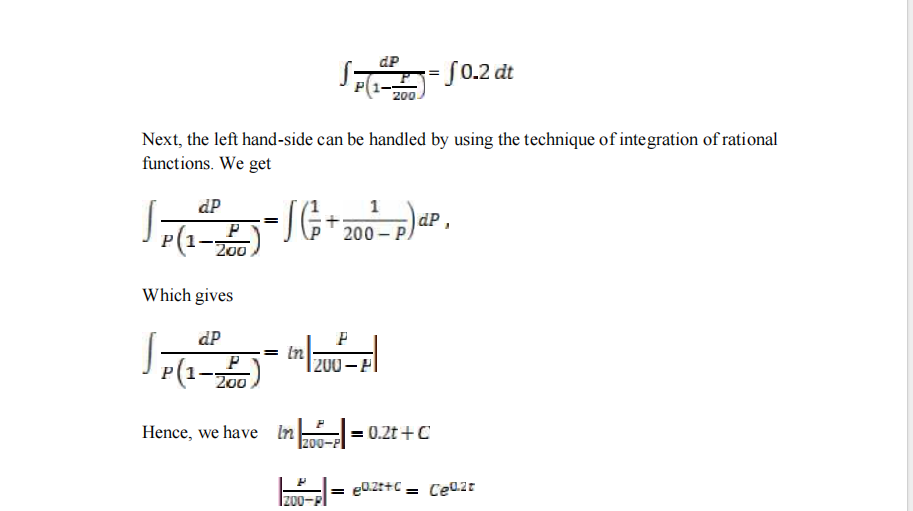 ∫ dP / P(1 − P/200) = ∫ 0.2 dt
Next, the left hand-side can be handled by using the technique of integration of rational
functions. We get
∫ dP / P(1 − P/200) = ∫ (1/P + 1/(200 − P)) dP ,
Which gives
∫ dP / P(1 − P/200) = ln|P/(200 − P)|
Hence, we have ln|P/(200−P)| = 0.2t + C
|P/(200−P)| = e^{0.2t+C} = Ce^{0.2t}